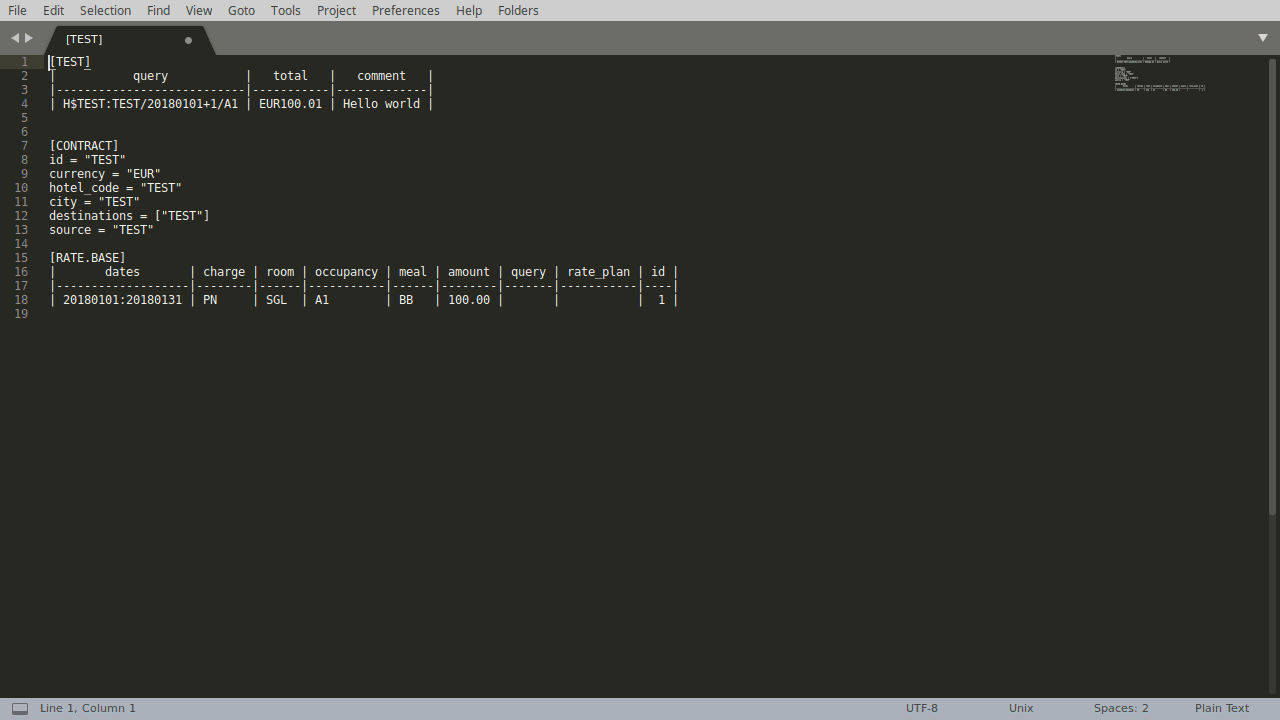 File Edit Selection Find View Goto Tools Project Preferences Help Folders
[TEST]
1 [TEST]
2 |           query           |   total   |   comment   |
3 |---------------------------|-----------|-------------|
4 | H$TEST:TEST/20180101+1/A1 | EUR100.01 | Hello world |
5
6
7 [CONTRACT]
8 id = "TEST"
9 currency = "EUR"
10 hotel_code = "TEST"
11 city = "TEST"
12 destinations = ["TEST"]
13 source = "TEST"
14
15 [RATE.BASE]
16 |       dates       | charge | room | occupancy | meal | amount | query | rate_plan | id |
17 |-------------------|--------|------|-----------|------|--------|-------|-----------|----|
18 | 20180101:20180131 | PN     | SGL  | A1        | BB   | 100.00 |       |           |  1 |
19
Line 1, Column 1 UTF-8 Unix Spaces: 2 Plain Text